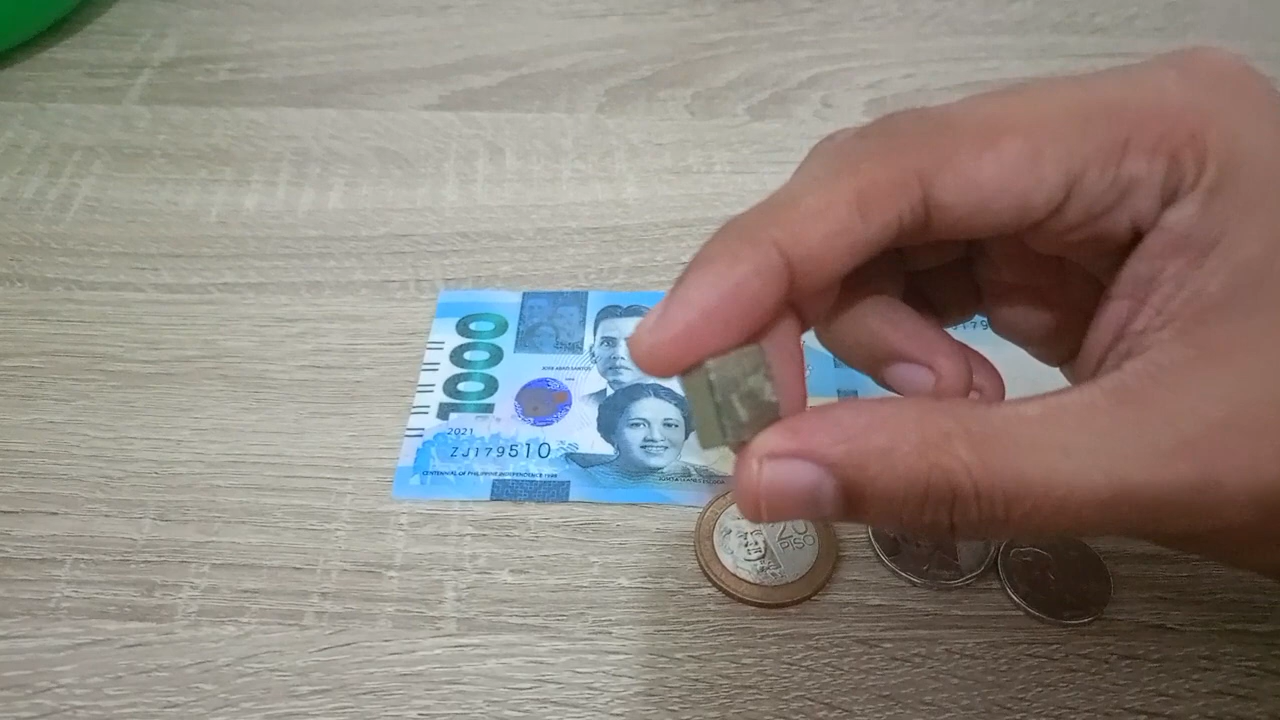 1000
JOSE ABAD SANTOS
2021
ZJ179510
CENTENNIAL OF PHILIPPINE INDEPENDENCE 1998
JOSEFA LLANES ESCODA
20
PISO